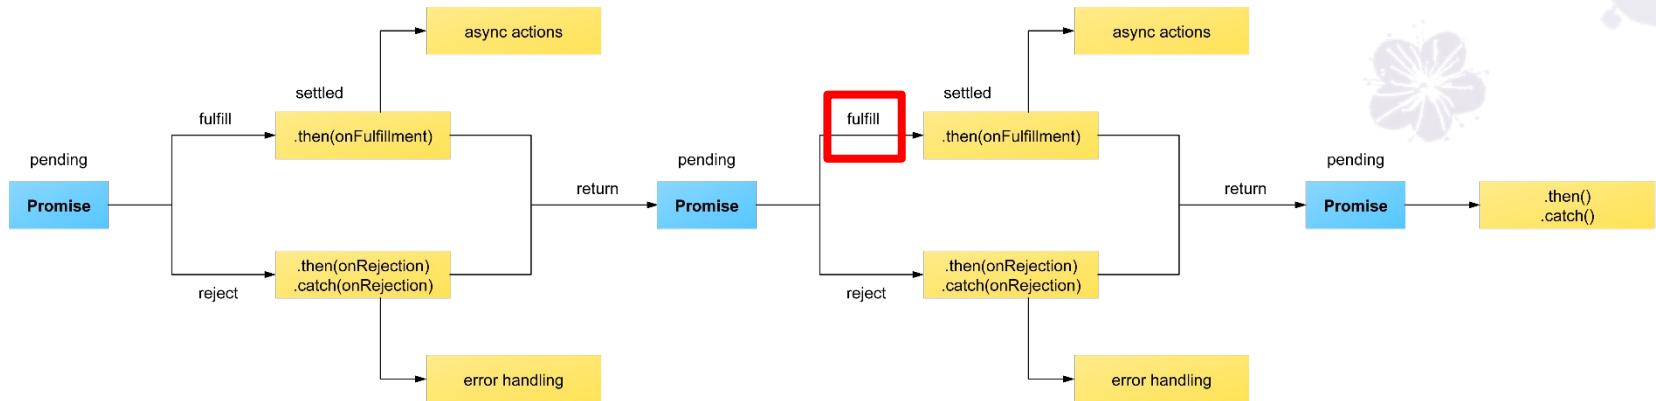 async actions
settled
fulfill
.then(onFulfillment)
pending
Promise
return
reject
.then(onRejection)
.catch(onRejection)
error handling
pending
Promise
async actions
settled
fulfill
.then(onFulfillment)
return
reject
.then(onRejection)
.catch(onRejection)
error handling
pending
Promise
.then()
.catch()